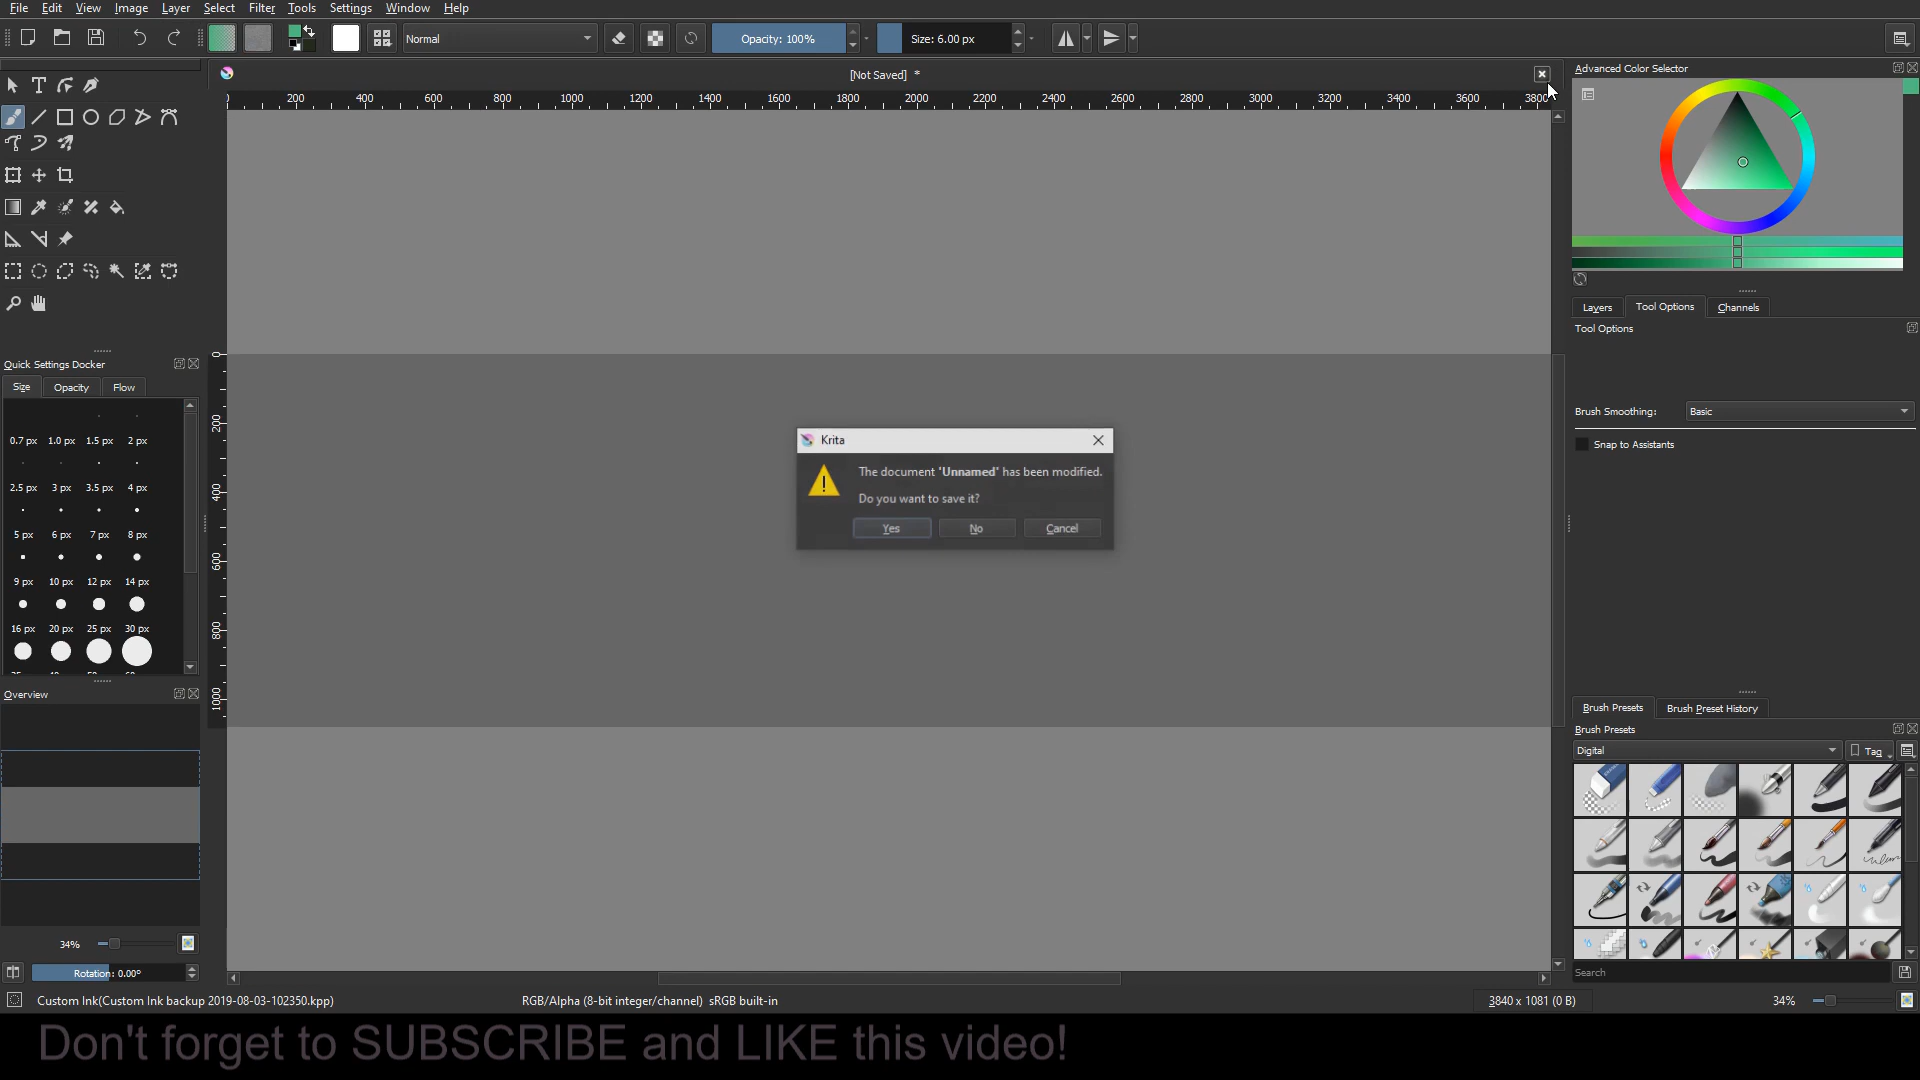 File Edit View Image Layer Select Filter Tools Settings Window Help
Normal
Opacity: 100%
Size: 6.00 px
[Not Saved] *
200 400 600 800 1000 1200 1400 1600 1800 2000 2200 2400 2600 2800 3000 3200 3400 3600 3800
0
200
400
600
800
1000
Quick Settings Docker
Size Opacity Flow
0.7 px 1.0 px 1.5 px 2 px
2.5 px 3 px 3.5 px 4 px
5 px 6 px 7 px 8 px
9 px 10 px 12 px 14 px
16 px 20 px 25 px 30 px
Overview
34%
Rotation: 0.00°
Krita
The document 'Unnamed' has been modified.
Do you want to save it?
Yes No Cancel
Advanced Color Selector
Layers Tool Options Channels
Tool Options
Brush Smoothing: Basic
Snap to Assistants
Brush Presets Brush Preset History
Brush Presets
Digital
Tag
Search
Custom Ink(Custom Ink backup 2019-08-03-102350.kpp)
RGB/Alpha (8-bit integer/channel) sRGB built-in
3840 x 1081 (0 B)
34%
Don't forget to SUBSCRIBE and LIKE this video!